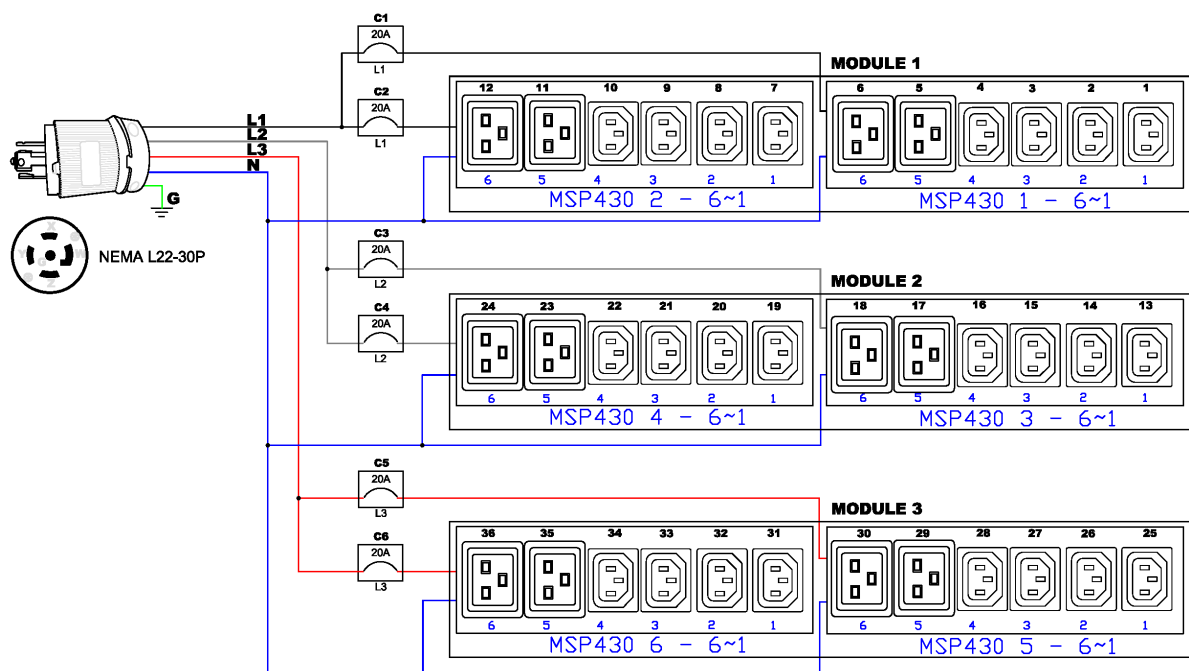 C1
20A
L1
C2
20A
L1
L1
L2
L3
N
G
NEMA L22-30P
X
Y
W
G
Z
MODULE 1
12 11 10 9 8 7 6 5 4 3 2 1
6 5 4 3 2 1 6 5 4 3 2 1
MSP430 2 - 6~1 MSP430 1 - 6~1
C3
20A
L2
C4
20A
L2
MODULE 2
24 23 22 21 20 19 18 17 16 15 14 13
6 5 4 3 2 1 6 5 4 3 2 1
MSP430 4 - 6~1 MSP430 3 - 6~1
C5
20A
L3
C6
20A
L3
MODULE 3
36 35 34 33 32 31 30 29 28 27 26 25
6 5 4 3 2 1 6 5 4 3 2 1
MSP430 6 - 6~1 MSP430 5 - 6~1